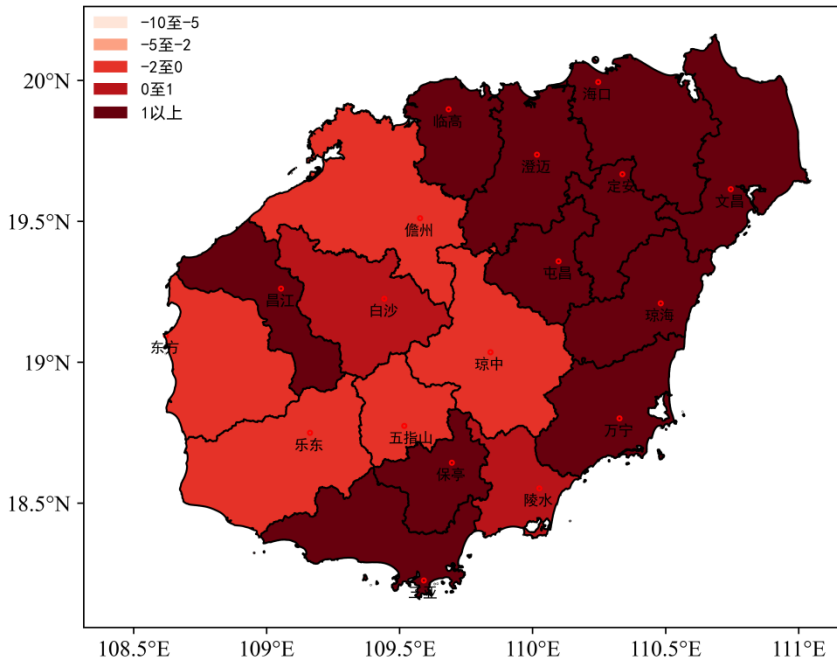 -10至-5
-5至-2
-2至0
0至1
1以上
20°N
19.5°N
19°N
18.5°N
海口
临高
澄迈
定安
文昌
儋州
屯昌
昌江
白沙
琼海
东方
琼中
万宁
乐东
五指山
保亭
陵水
三亚
108.5°E
109°E
109.5°E
110°E
110.5°E
111°E